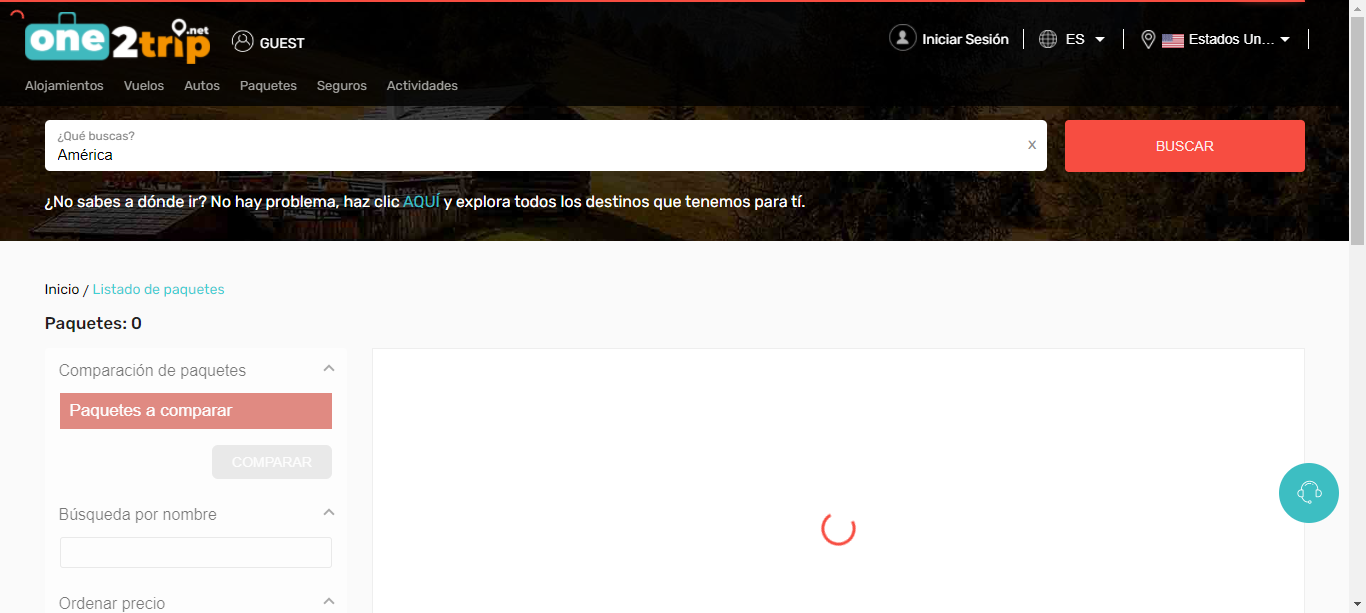 one2trip.net
GUEST
Iniciar Sesión
ES
Estados Un...
Alojamientos Vuelos Autos Paquetes Seguros Actividades
¿Qué buscas?
América
x
BUSCAR
¿No sabes a dónde ir? No hay problema, haz clic AQUÍ y explora todos los destinos que tenemos para tí.
Inicio / Listado de paquetes
Paquetes: 0
Comparación de paquetes
Paquetes a comparar
COMPARAR
Búsqueda por nombre
Ordenar precio